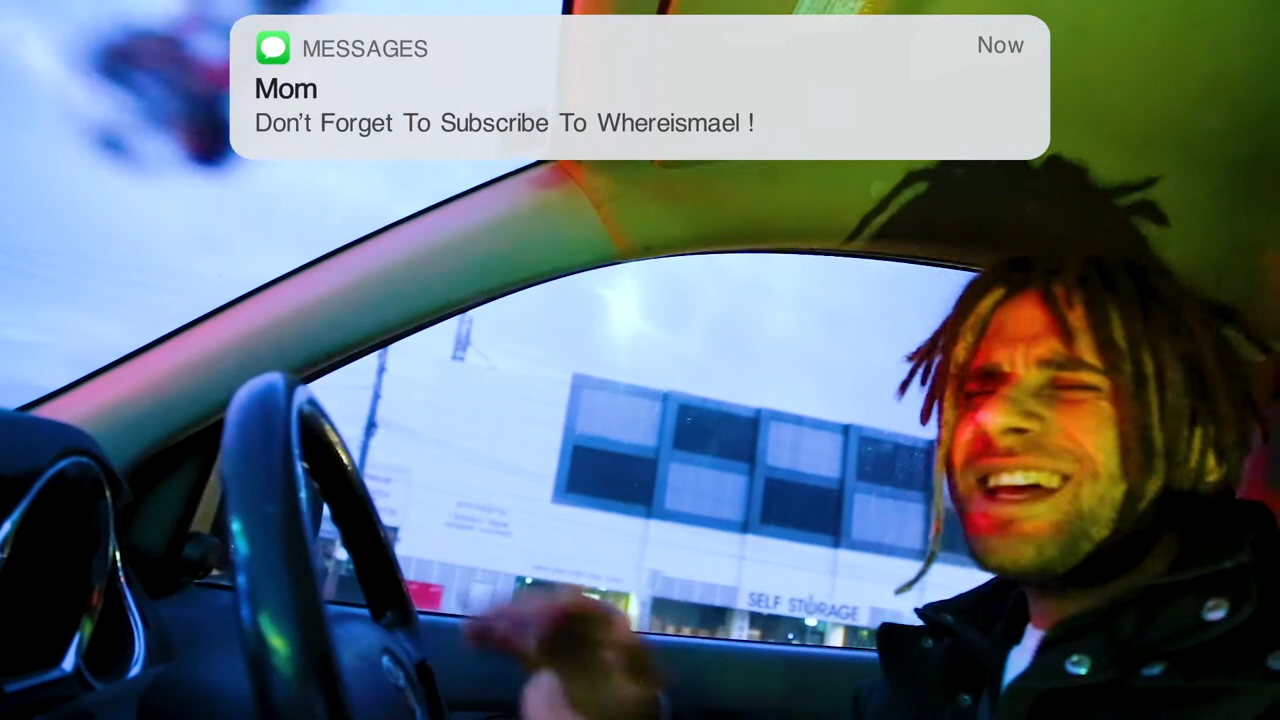 MESSAGES
Now
Mom
Don't Forget To Subscribe To Whereismael !
SELF STORAGE